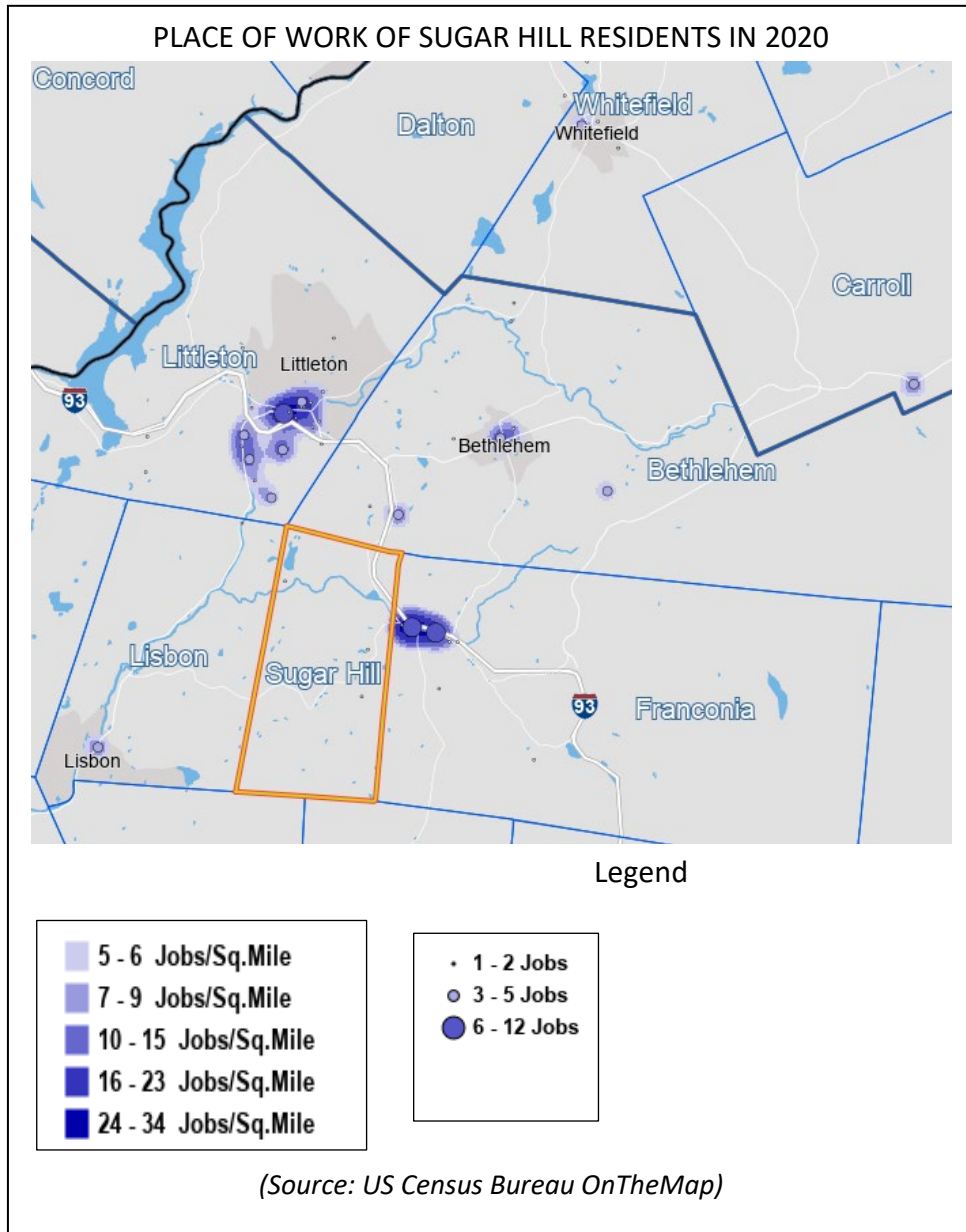 PLACE OF WORK OF SUGAR HILL RESIDENTS IN 2020
Concord
Dalton
Whitefield
Whitefield
Carroll
Littleton
Littleton
93
Bethlehem
Bethlehem
Lisbon
Sugar Hill
93
Franconia
Lisbon
Legend
5 - 6 Jobs/Sq.Mile
7 - 9 Jobs/Sq.Mile
10 - 15 Jobs/Sq.Mile
16 - 23 Jobs/Sq.Mile
24 - 34 Jobs/Sq.Mile
1 - 2 Jobs
3 - 5 Jobs
6 - 12 Jobs
(Source: US Census Bureau OnTheMap)